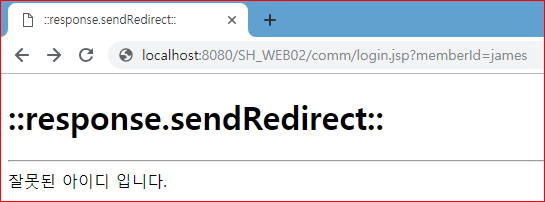 ::response.sendRedirect::
localhost:8080/SH_WEB02/comm/login.jsp?memberId=james
::response.sendRedirect::
잘못된 아이디 입니다.